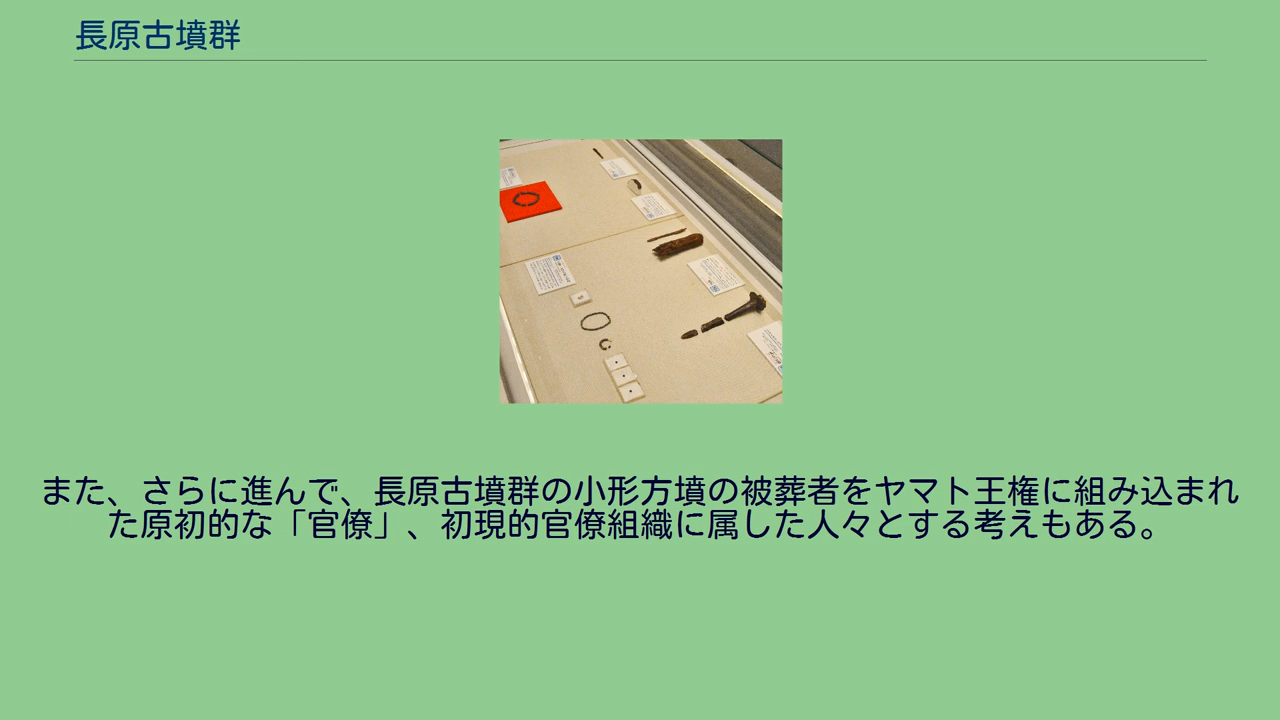 長原古墳群
また、さらに進んで、長原古墳群の小形方墳の被葬者をヤマト王権に組み込まれ
た原初的な「官僚」、初現的官僚組織に属した人々とする考えもある。